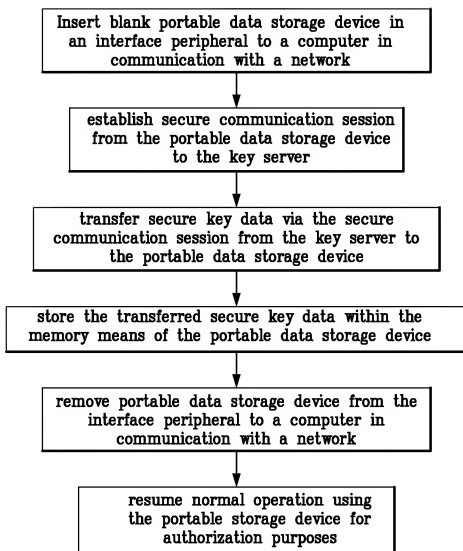 Insert blank portable data storage device in
an interface peripheral to a computer in
communication with a network
establish secure communication session
from the portable data storage device
to the key server
transfer secure key data via the secure
communication session from the key server to
the portable data storage device
store the transferred secure key data within the
memory means of the portable data storage device
remove portable data storage device from the
interface peripheral to a computer in
communication with a network
resume normal operation using
the portable storage device for
authorization purposes